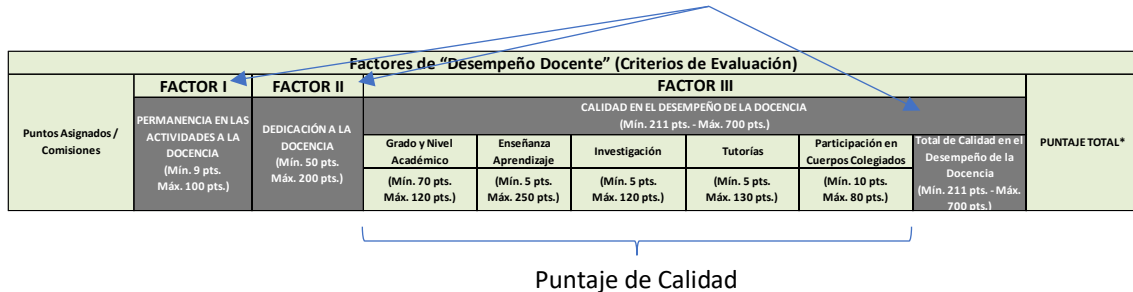 Factores de “Desempeño Docente” (Criterios de Evaluación)
Puntos Asignados /
Comisiones
FACTOR I
PERMANENCIA EN LAS
ACTIVIDADES A LA
DOCENCIA
(Mín. 9 pts.
Máx. 100 pts.)
FACTOR II
DEDICACIÓN A LA
DOCENCIA
(Mín. 50 pts.
Máx. 200 pts.)
FACTOR III
CALIDAD EN EL DESEMPEÑO DE LA DOCENCIA
(Mín. 211 pts. - Máx. 700 pts.)
Grado y Nivel
Académico
(Mín. 70 pts.
Máx. 120 pts.)
Enseñanza
Aprendizaje
(Mín. 5 pts.
Máx. 250 pts.)
Investigación
(Mín. 5 pts.
Máx. 120 pts.)
Tutorías
(Mín. 5 pts.
Máx. 130 pts.)
Participación en
Cuerpos Colegiados
(Mín. 10 pts.
Máx. 80 pts.)
Total de Calidad en el
Desempeño de la
Docencia
(Mín. 211 pts. - Máx.
700 pts.)
PUNTAJE TOTAL*
Puntaje de Calidad